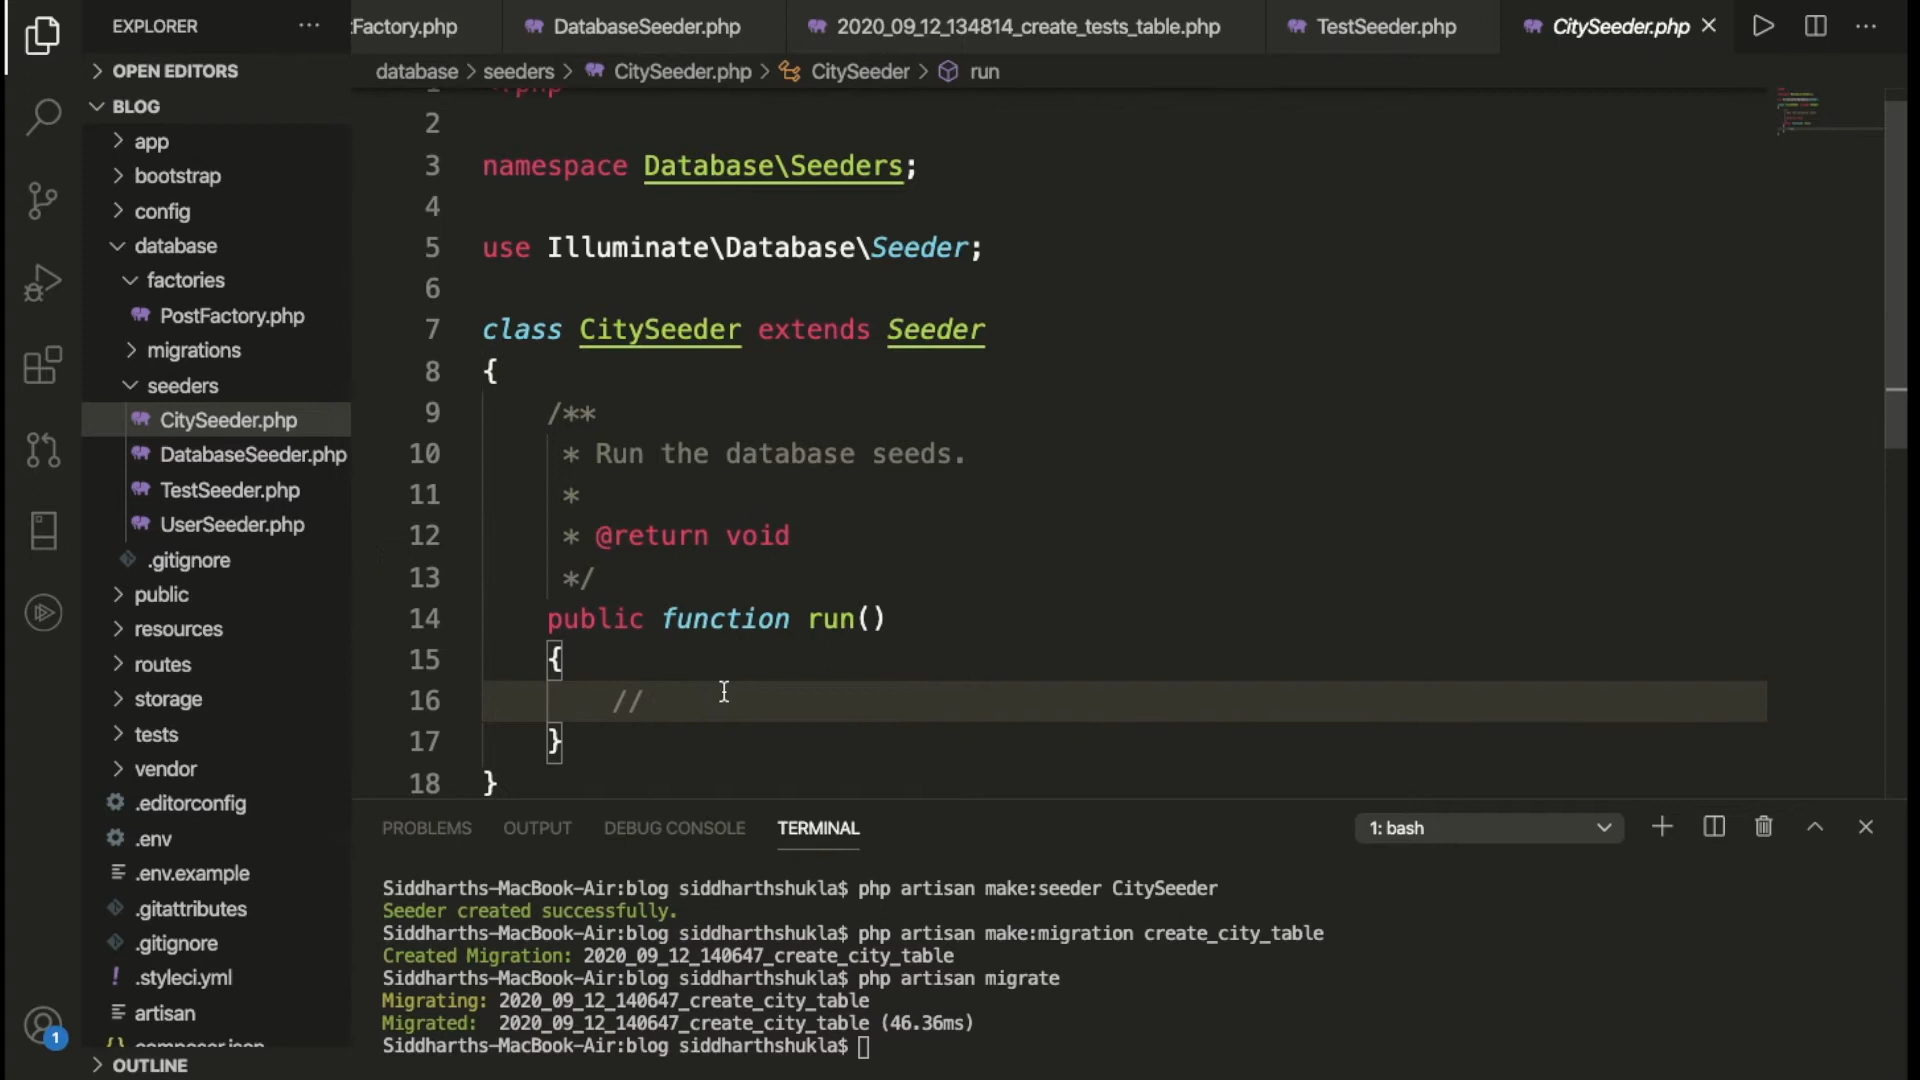 EXPLORER
Factory.php
DatabaseSeeder.php
2020_09_12_134814_create_tests_table.php
TestSeeder.php
CitySeeder.php
OPEN EDITORS
BLOG
app
bootstrap
config
database
factories
PostFactory.php
migrations
seeders
CitySeeder.php
DatabaseSeeder.php
TestSeeder.php
UserSeeder.php
.gitignore
public
resources
routes
storage
tests
vendor
.editorconfig
.env
.env.example
.gitattributes
.gitignore
.styleci.yml
artisan
composer.json
OUTLINE
1
database > seeders > CitySeeder.php > CitySeeder > run
1 <?php
2
3 namespace Database\Seeders;
4
5 use Illuminate\Database\Seeder;
6
7 class CitySeeder extends Seeder
8 {
9 /**
10 * Run the database seeds.
11 *
12 * @return void
13 */
14 public function run()
15 {
16 //
17 }
18 }
PROBLEMS OUTPUT DEBUG CONSOLE TERMINAL
1: bash
Siddharths-MacBook-Air:blog siddharthshukla$ php artisan make:seeder CitySeeder
Seeder created successfully.
Siddharths-MacBook-Air:blog siddharthshukla$ php artisan make:migration create_city_table
Created Migration: 2020_09_12_140647_create_city_table
Siddharths-MacBook-Air:blog siddharthshukla$ php artisan migrate
Migrating: 2020_09_12_140647_create_city_table
Migrated: 2020_09_12_140647_create_city_table (46.36ms)
Siddharths-MacBook-Air:blog siddharthshukla$